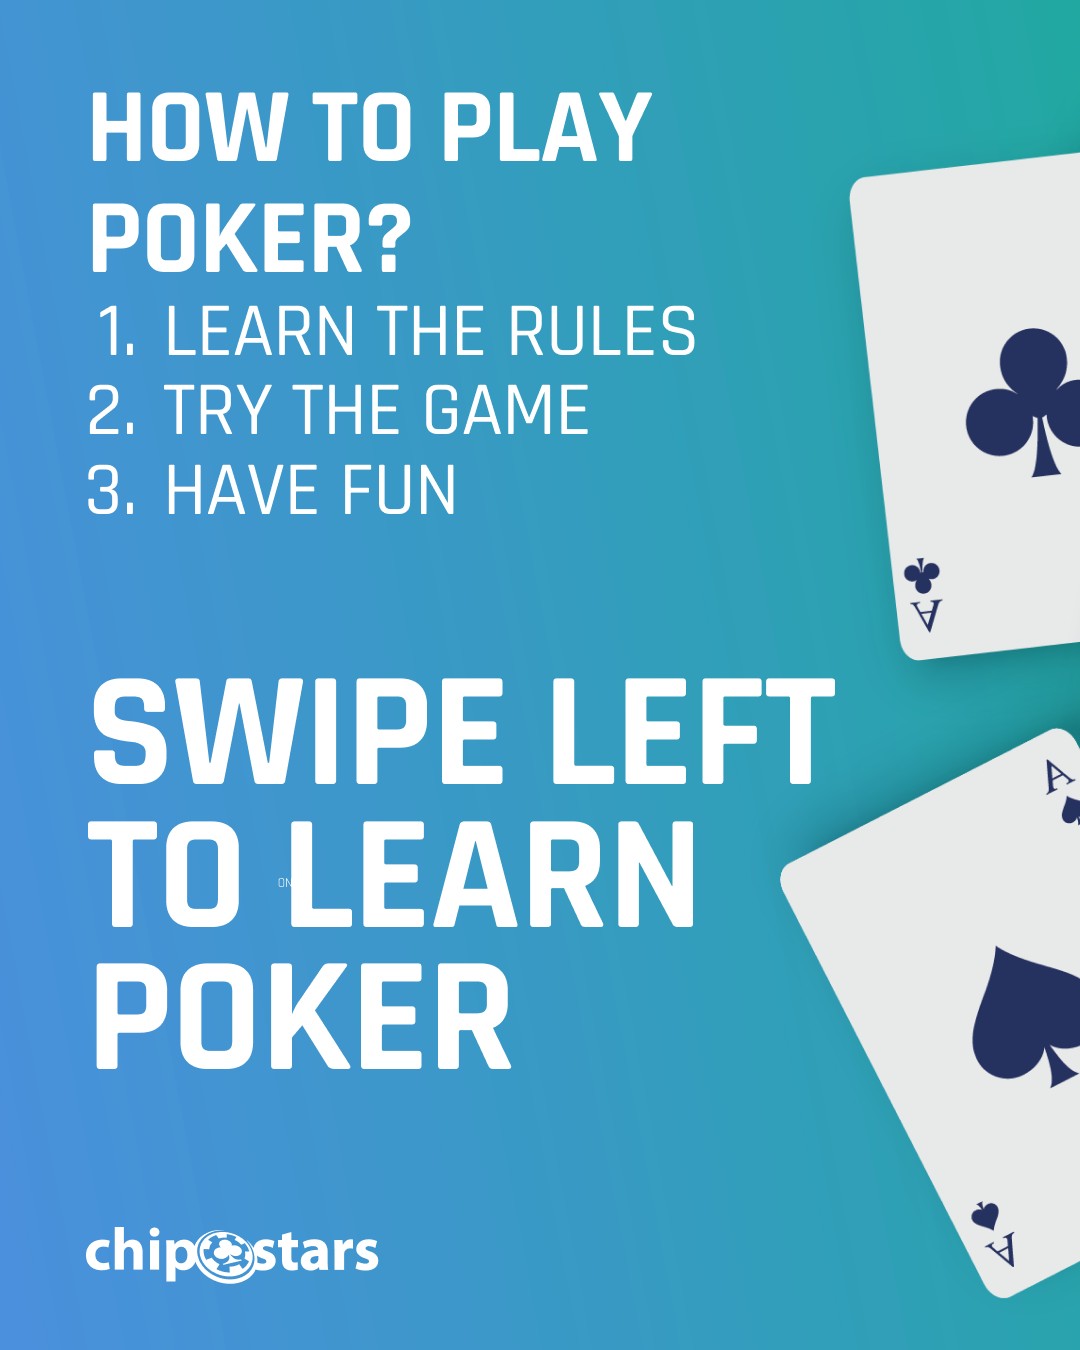 HOW TO PLAY
POKER?
1. LEARN THE RULES
2. TRY THE GAME
3. HAVE FUN
SWIPE LEFT
TO LEARN
ON
POKER
A
A
A
chipstars